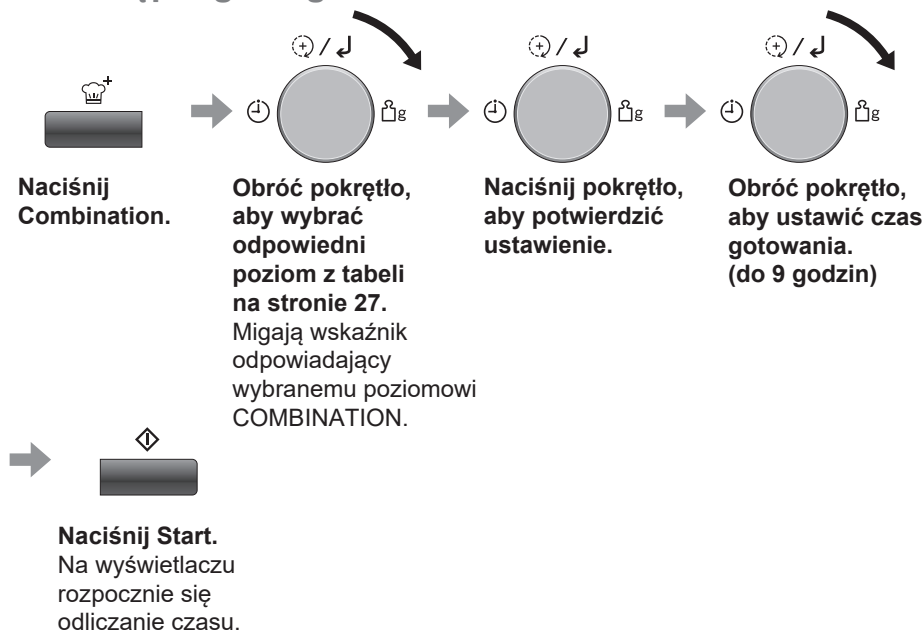 Naciśnij
Combination.
Obróć pokrętło,
aby wybrać
odpowiedni
poziom z tabeli
na stronie 27.
Migają wskaźnik
odpowiadający
wybranemu poziomowi
COMBINATION.
Naciśnij pokrętło,
aby potwierdzić
ustawienie.
Obróć pokrętło,
aby ustawić czas
gotowania.
(do 9 godzin)
Naciśnij Start.
Na wyświetlaczu
rozpocznie się
odliczanie czasu.